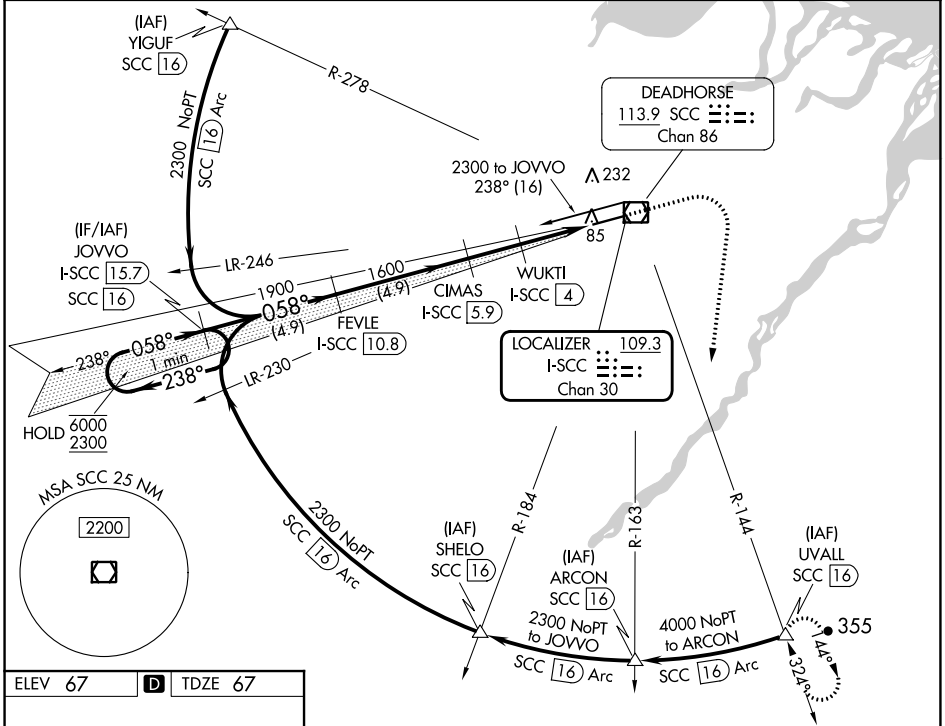 (IAF)
YIGUF
SCC 16
R-278
2300 NoPT
SCC 16 Arc
DEADHORSE
113.9 SCC
Chan 86
2300 to JOVVO
238° (16)
232
85
(IF/IAF)
JOVVO
I-SCC 15.7
SCC 16
LR-246
1900
1600
058°
(4.9)
(4.9)
FEVLE
I-SCC 10.8
CIMAS
I-SCC 5.9
WUKTI
I-SCC 4
238°
058°
1 min
238°
LR-230
HOLD 6000
2300
LOCALIZER 109.3
I-SCC
Chan 30
MSA SCC 25 NM
2200
2300 NoPT
SCC 16 Arc
R-184
R-163
R-144
(IAF)
SHELO
SCC 16
(IAF)
ARCON
SCC 16
(IAF)
UVALL
SCC 16
2300 NoPT
to JOVVO
SCC 16 Arc
4000 NoPT
to ARCON
SCC 16 Arc
355
144°
324°
ELEV 67 D TDZE 67